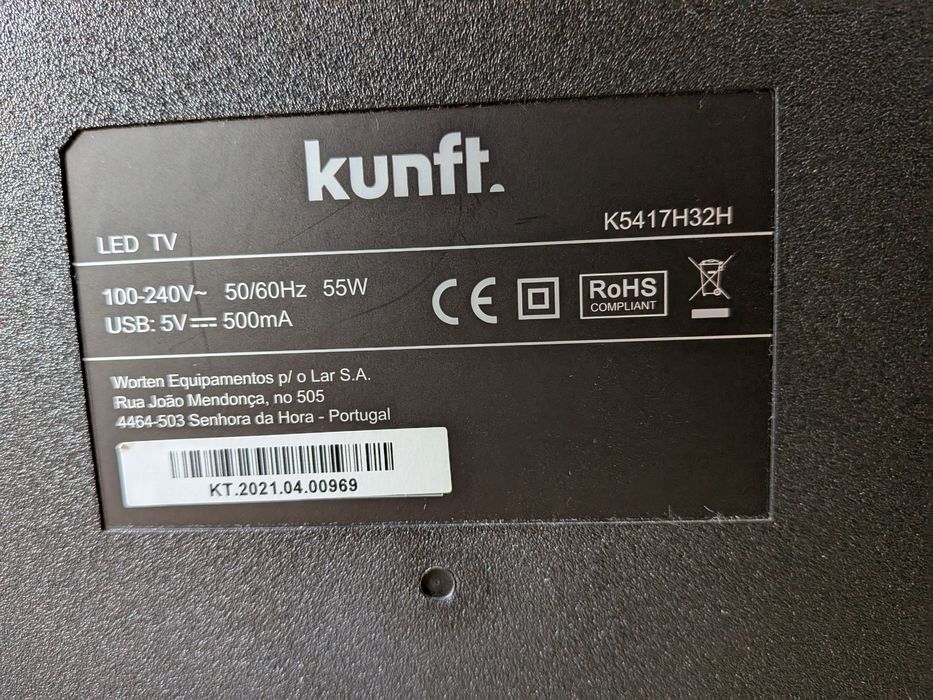 kunft.
K5417H32H
LED TV
100-240V~ 50/60Hz 55W
USB: 5V⎓500mA
CE
RoHS
COMPLIANT
Worten Equipamentos p/ o Lar S.A.
Rua João Mendonça, no 505
4464-503 Senhora da Hora - Portugal
KT.2021.04.00969